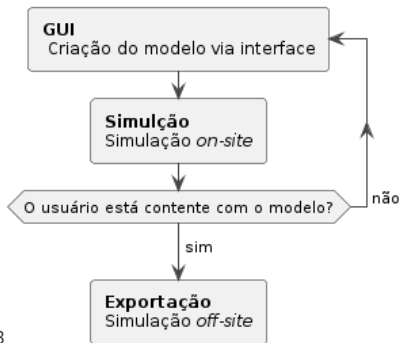 GUI
Criação do modelo via interface
Simulção
Simulação on-site
O usuário está contente com o modelo?
não
sim
Exportação
Simulação off-site